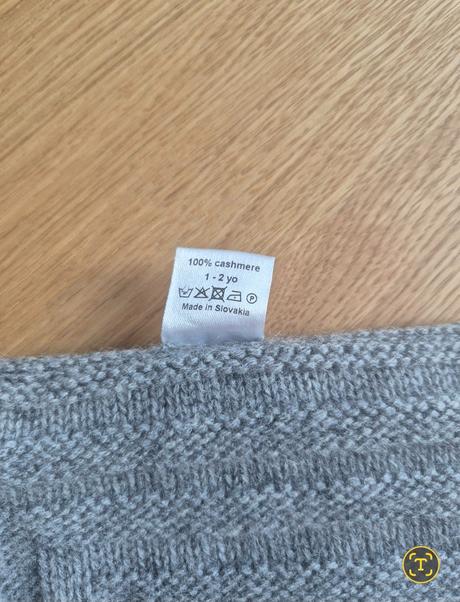 100% cashmere
1 - 2 yo
P
Made in Slovakia
T